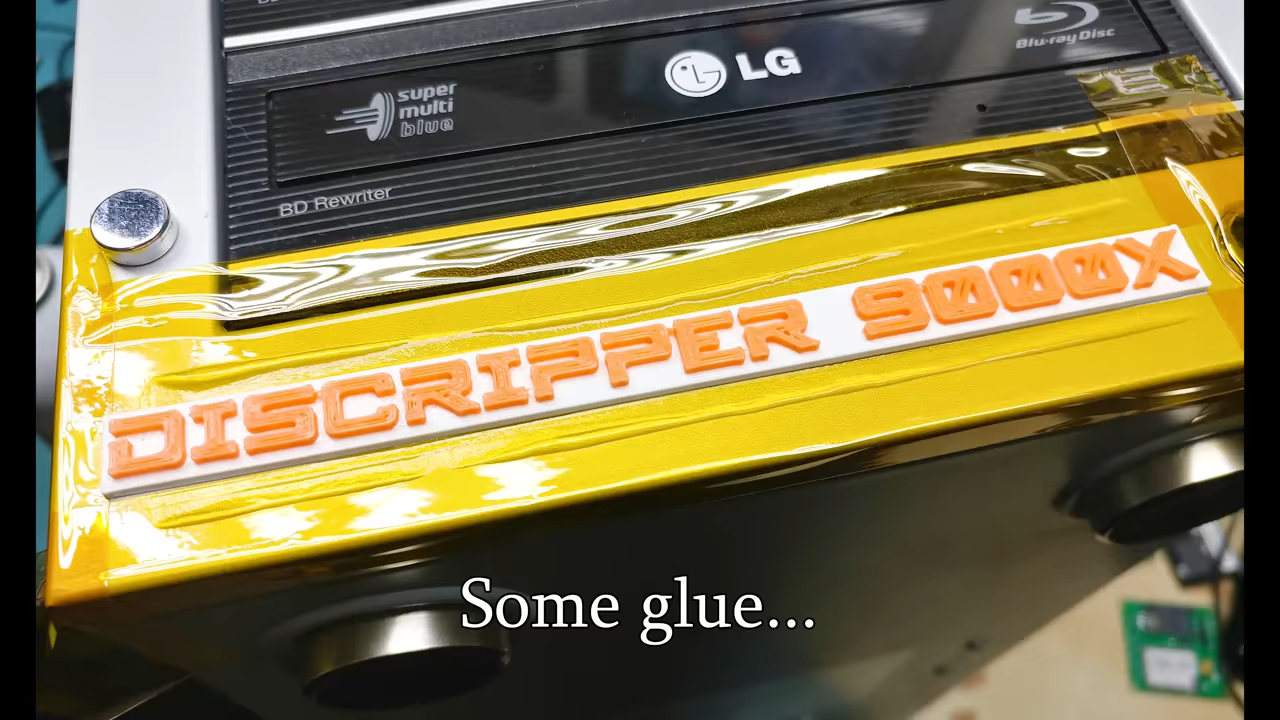 super
multi
blue
LG
Blu-ray Disc
BD Rewriter
DISCRIPPER 9000X
Some glue...